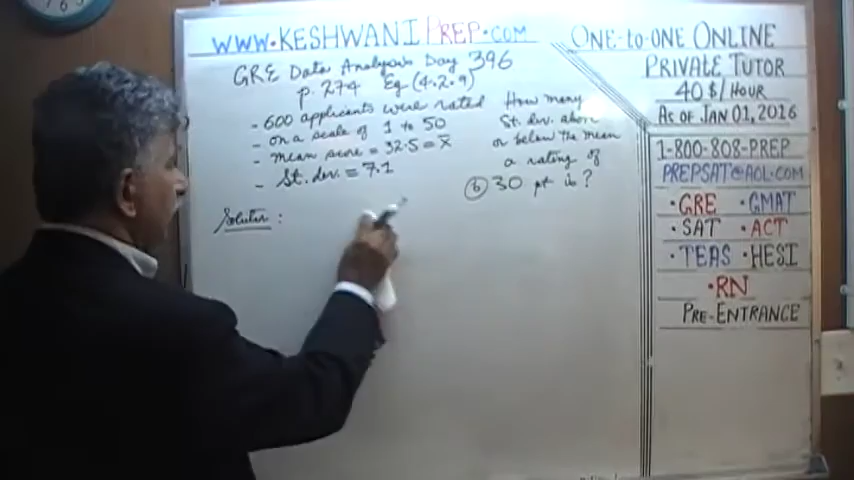 WWW.KESHWANI PREP.COM
GRE Data Analysis Day 396
p. 274 Eg (4.2.9)
- 600 applicants were rated
- on a scale of 1 to 50
- mean score = 32.5 = x̄
- St. dev. = 7.1
How many
St. dev. above
or below the mean
a rating of
(b) 30 pt is?
Solution :
ONE-TO-ONE ONLINE
PRIVATE TUTOR
40 $/HOUR
AS OF JAN 01, 2016
1-800-808-PREP
PREPSAT@AOL.COM
• GRE • GMAT
• SAT • ACT
• TEAS • HESI
• RN
PRE-ENTRANCE